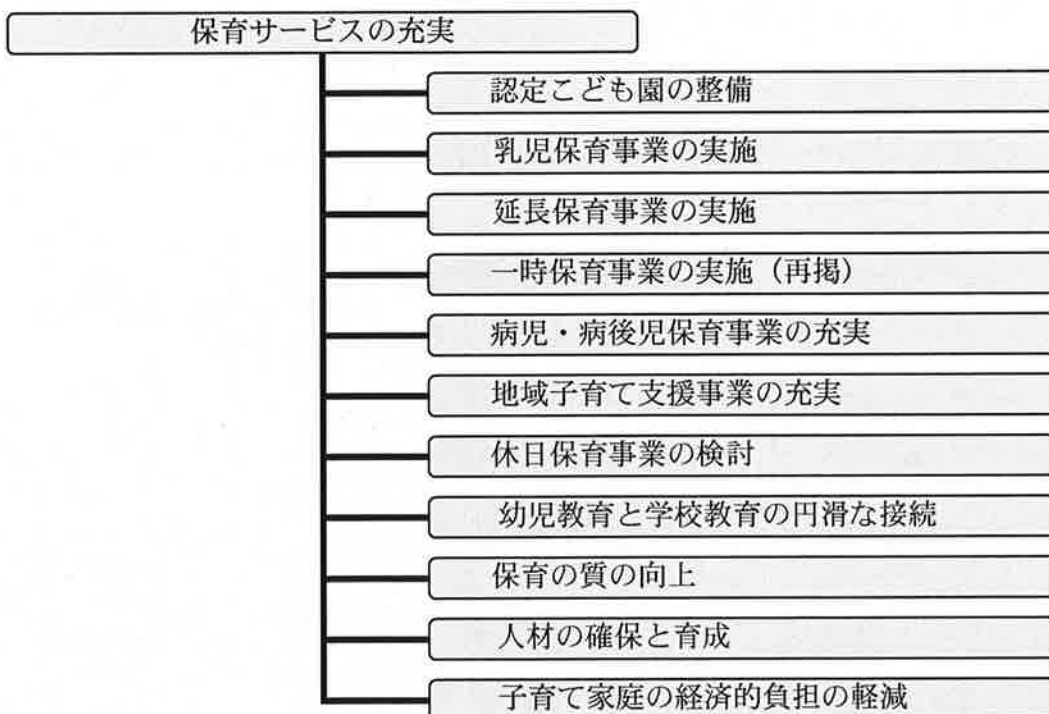 保育サービスの充実
認定こども園の整備
乳児保育事業の実施
延長保育事業の実施
一時保育事業の実施（再掲）
病児・病後児保育事業の充実
地域子育て支援事業の充実
休日保育事業の検討
幼児教育と学校教育の円滑な接続
保育の質の向上
人材の確保と育成
子育て家庭の経済的負担の軽減